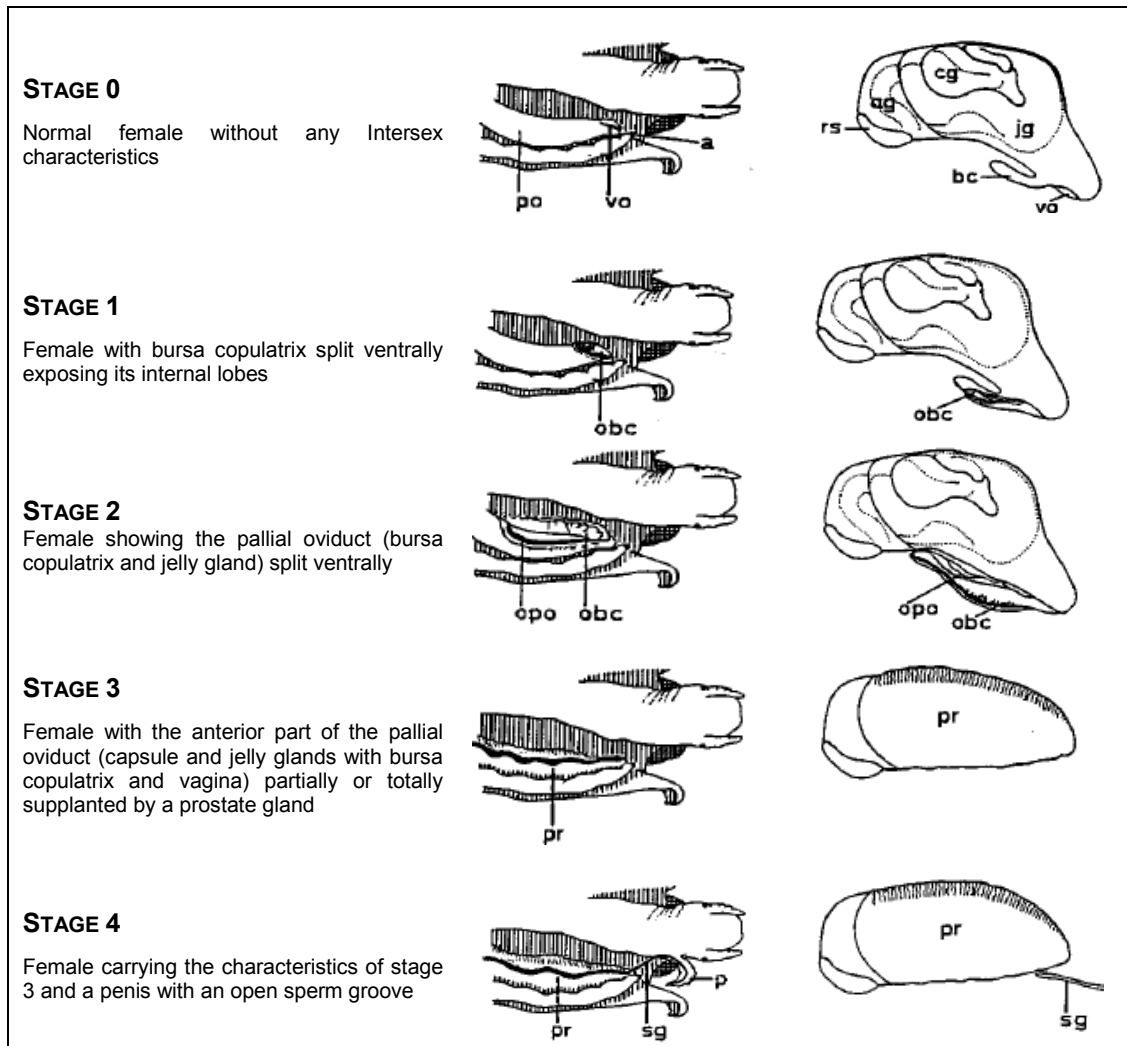 STAGE 0
Normal female without any Intersex
characteristics
po
vo
a
rs
ag
cg
jg
bc
vo
STAGE 1
Female with bursa copulatrix split ventrally
exposing its internal lobes
obc
obc
STAGE 2
Female showing the pallial oviduct (bursa
copulatrix and jelly gland) split ventrally
opo
obc
opo
obc
STAGE 3
Female with the anterior part of the pallial
oviduct (capsule and jelly glands with bursa
copulatrix and vagina) partially or totally
supplanted by a prostate gland
pr
pr
STAGE 4
Female carrying the characteristics of stage
3 and a penis with an open sperm groove
pr
sg
p
pr
sg